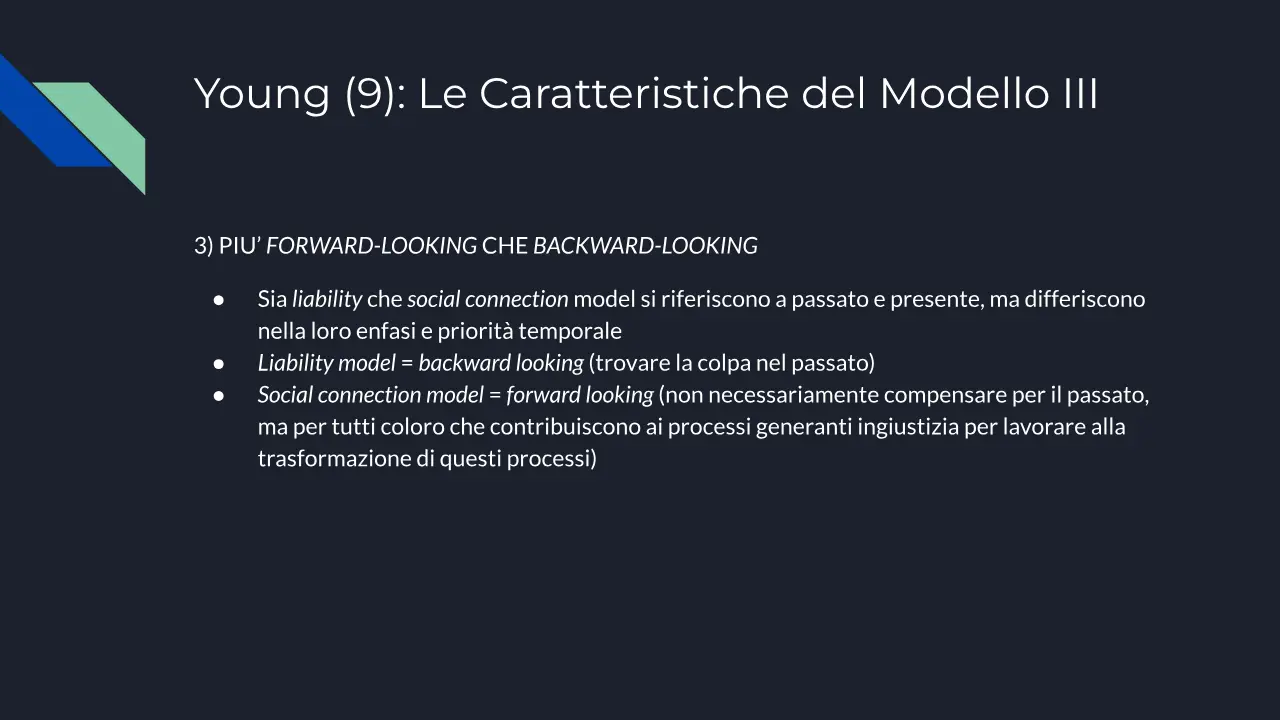 Young (9): Le Caratteristiche del Modello III
3) PIU’ FORWARD-LOOKING CHE BACKWARD-LOOKING
● Sia liability che social connection model si riferiscono a passato e presente, ma differiscono
nella loro enfasi e priorità temporale
● Liability model = backward looking (trovare la colpa nel passato)
● Social connection model = forward looking (non necessariamente compensare per il passato,
ma per tutti coloro che contribuiscono ai processi generanti ingiustizia per lavorare alla
trasformazione di questi processi)